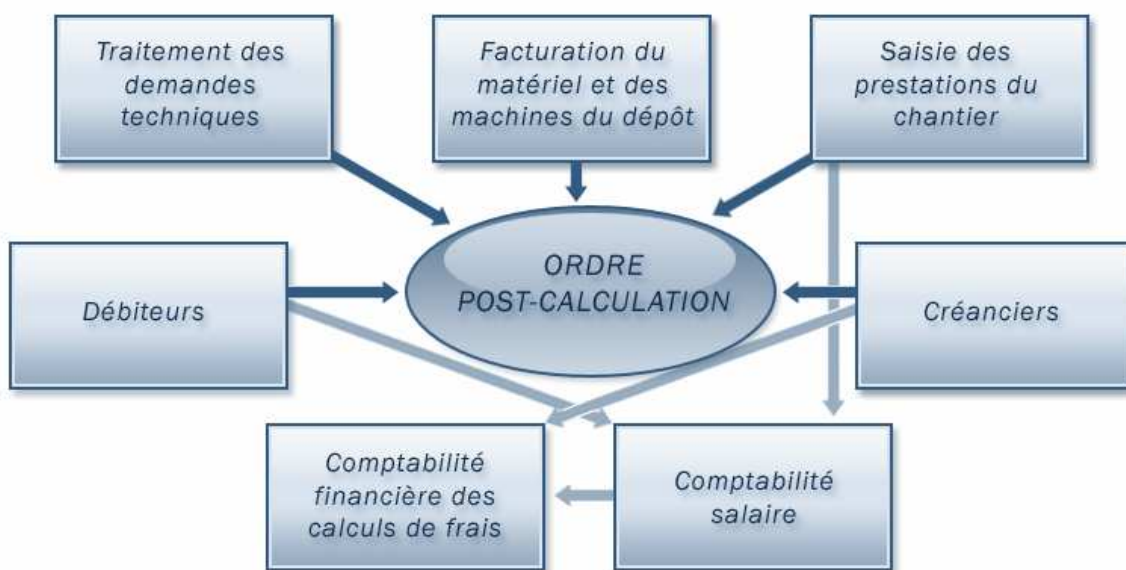 Traitement des
demandes
techniques
Facturation du
matériel et des
machines du dépôt
Saisie des
prestations du
chantier
Débiteurs
ORDRE
POST-CALCULATION
Créanciers
Comptabilité
financière des
calculs de frais
Comptabilité
salaire